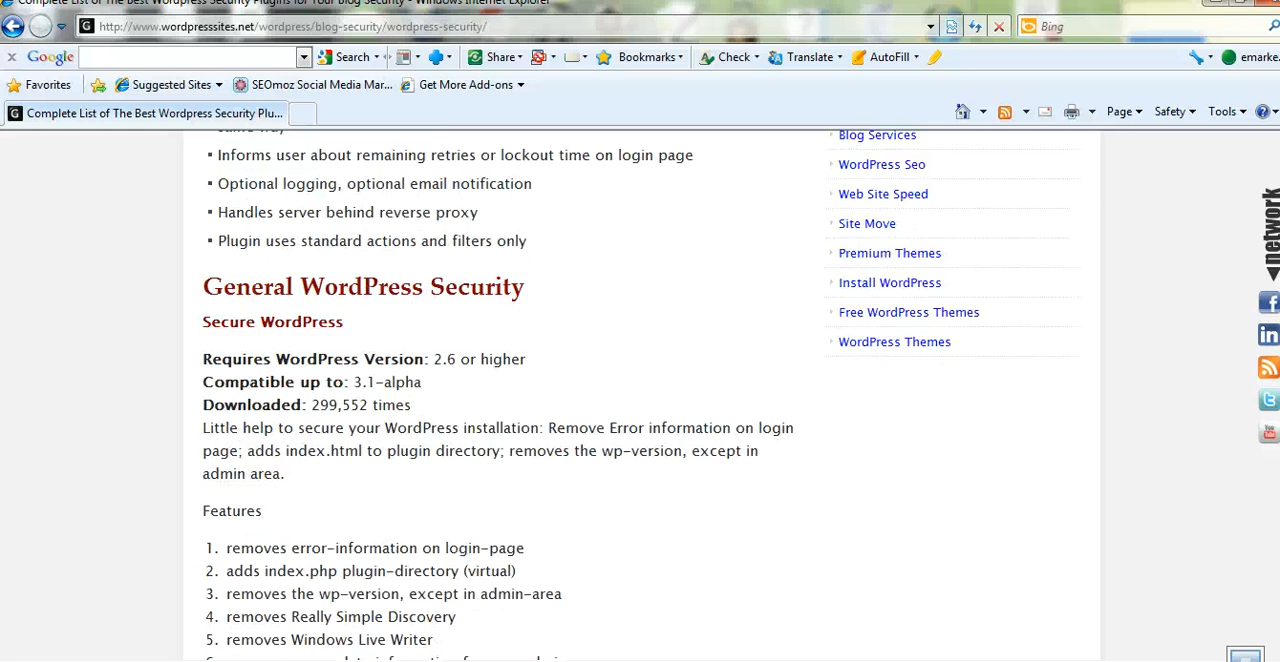 Complete List of The Best Wordpress Security Plugins for Your Blog Security - Windows Internet Explorer
http://www.wordpresssites.net/wordpress/blog-security/wordpress-security/
Bing
x Google Search Share Bookmarks Check Translate AutoFill emarke
Favorites Suggested Sites SEOmoz Social Media Mar... Get More Add-ons
G Complete List of The Best Wordpress Security Plu... Page Safety Tools
same way
Informs user about remaining retries or lockout time on login page
Optional logging, optional email notification
Handles server behind reverse proxy
Plugin uses standard actions and filters only
General WordPress Security
Secure WordPress
Requires WordPress Version: 2.6 or higher
Compatible up to: 3.1-alpha
Downloaded: 299,552 times
Little help to secure your WordPress installation: Remove Error information on login
page; adds index.html to plugin directory; removes the wp-version, except in
admin area.
Features
1. removes error-information on login-page
2. adds index.php plugin-directory (virtual)
3. removes the wp-version, except in admin-area
4. removes Really Simple Discovery
5. removes Windows Live Writer
Blog Services
WordPress Seo
Web Site Speed
Site Move
Premium Themes
Install WordPress
Free WordPress Themes
WordPress Themes
network
f
in
t
You